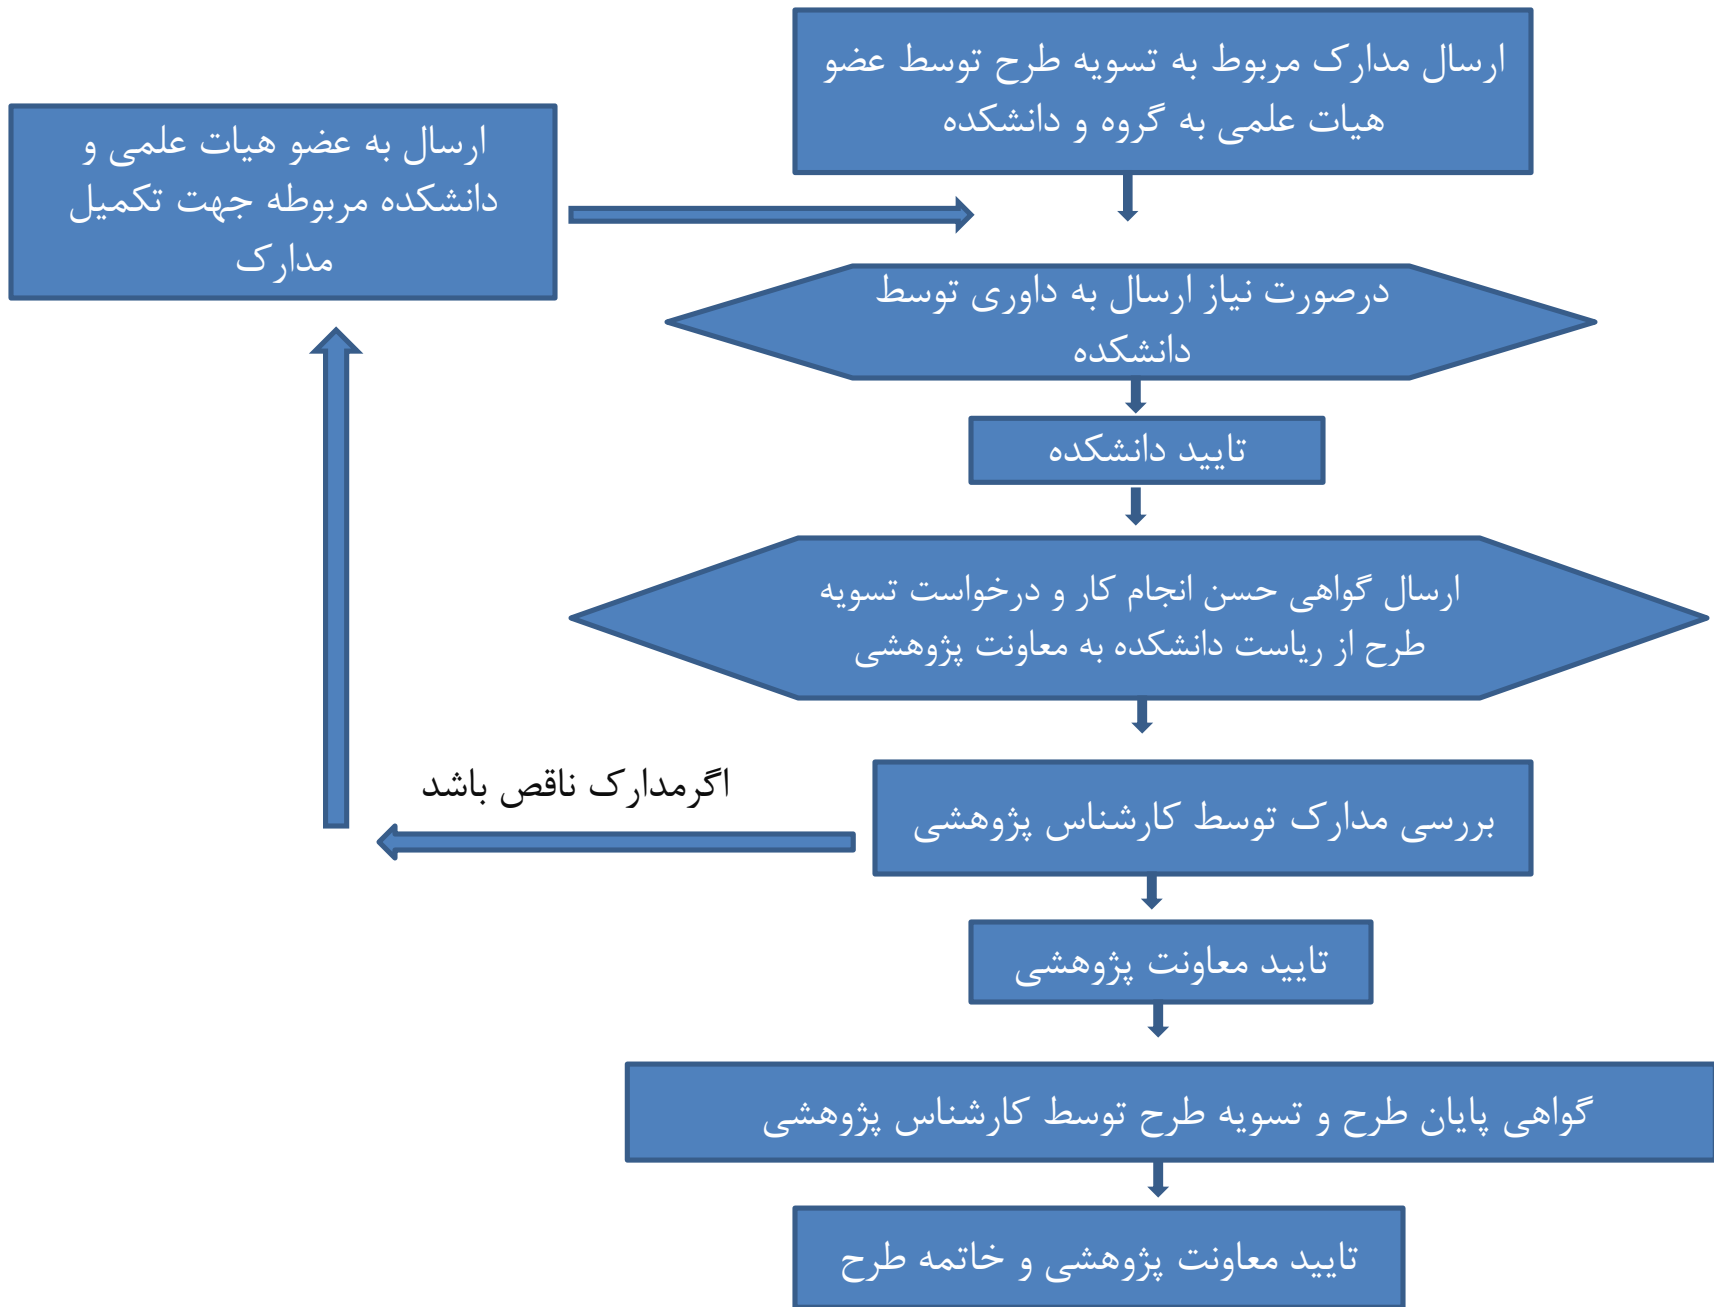 ارسال مدارک مربوط به تسویه طرح توسط عضو
هیات علمی به گروه و دانشکده
ارسال به عضو هیات علمی و
دانشکده مربوطه جهت تکمیل
مدارک
درصورت نیاز ارسال به داوری توسط
دانشکده
تایید دانشکده
ارسال گواهی حسن انجام کار و درخواست تسویه
طرح از ریاست دانشکده به معاونت پژوهشی
اگرمدارک ناقص باشد
بررسی مدارک توسط کارشناس پژوهشی
تایید معاونت پژوهشی
گواهی پایان طرح و تسویه طرح توسط کارشناس پژوهشی
تایید معاونت پژوهشی و خاتمه طرح